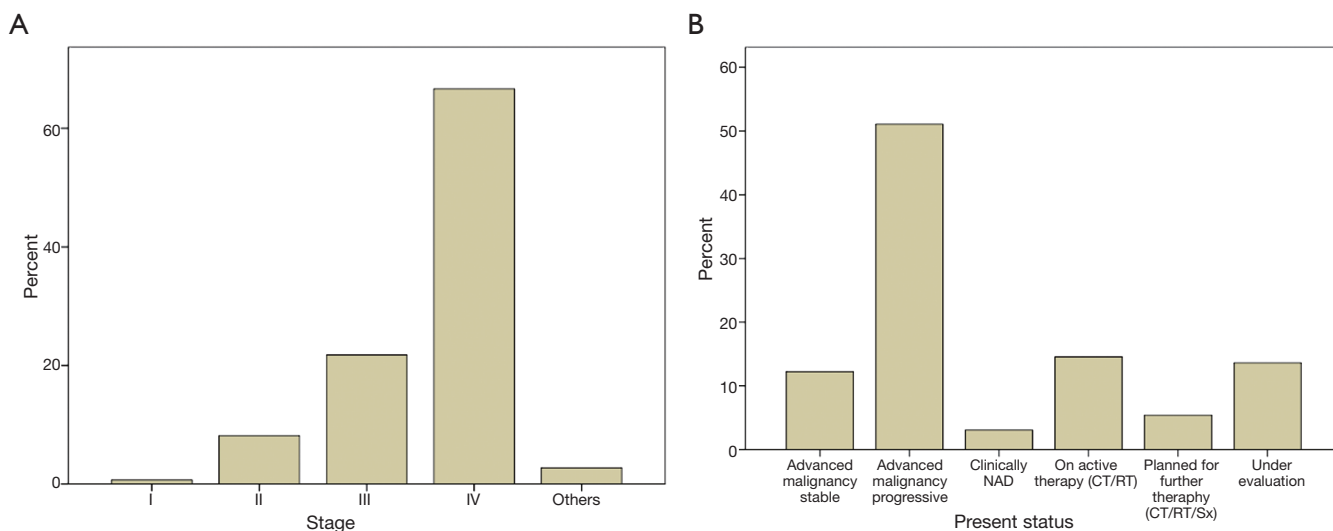 A
Percent
60
40
20
0
I
II
III
IV
Others
Stage
B
Percent
60
50
40
30
20
10
0
Advanced
malignancy
stable
Advanced
malignancy
progressive
Clinically
NAD
On active
therapy (CT/RT)
Planned for
further
theraphy
(CT/RT/Sx)
Under
evaluation
Present status